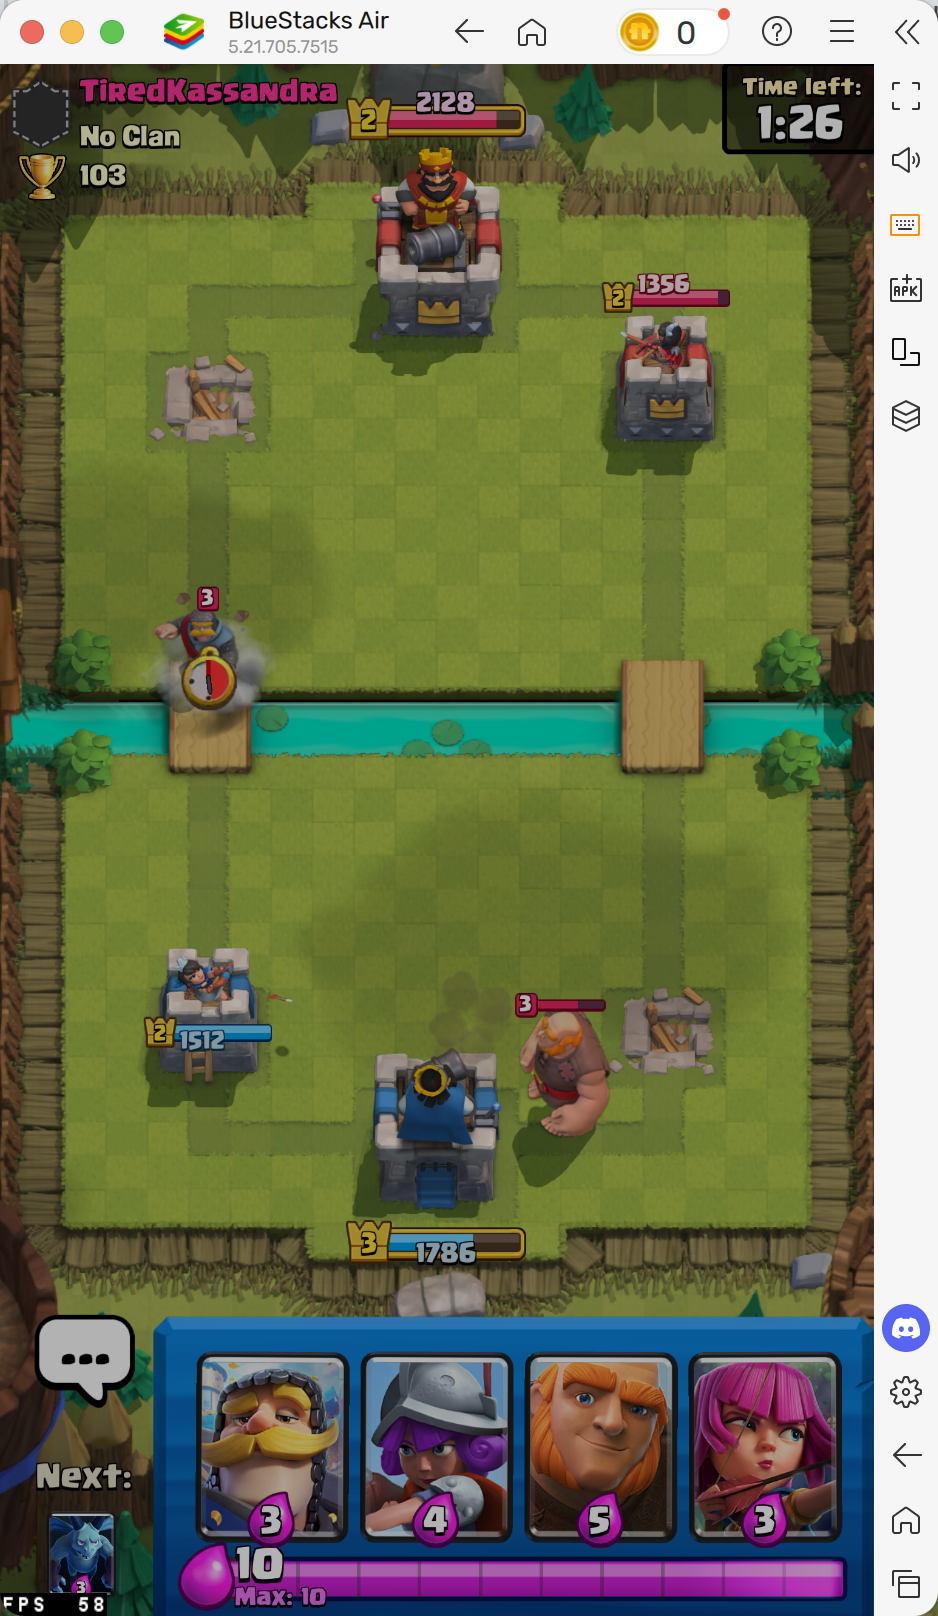 BlueStacks Air
5.21.705.7515
0
TiredKassandra
No Clan
103
2
2128
Time left:
1:26
2
1356
APK
3
2
1512
3
3
1786
...
Next:
3
3
4
5
3
10
Max: 10
FPS 58